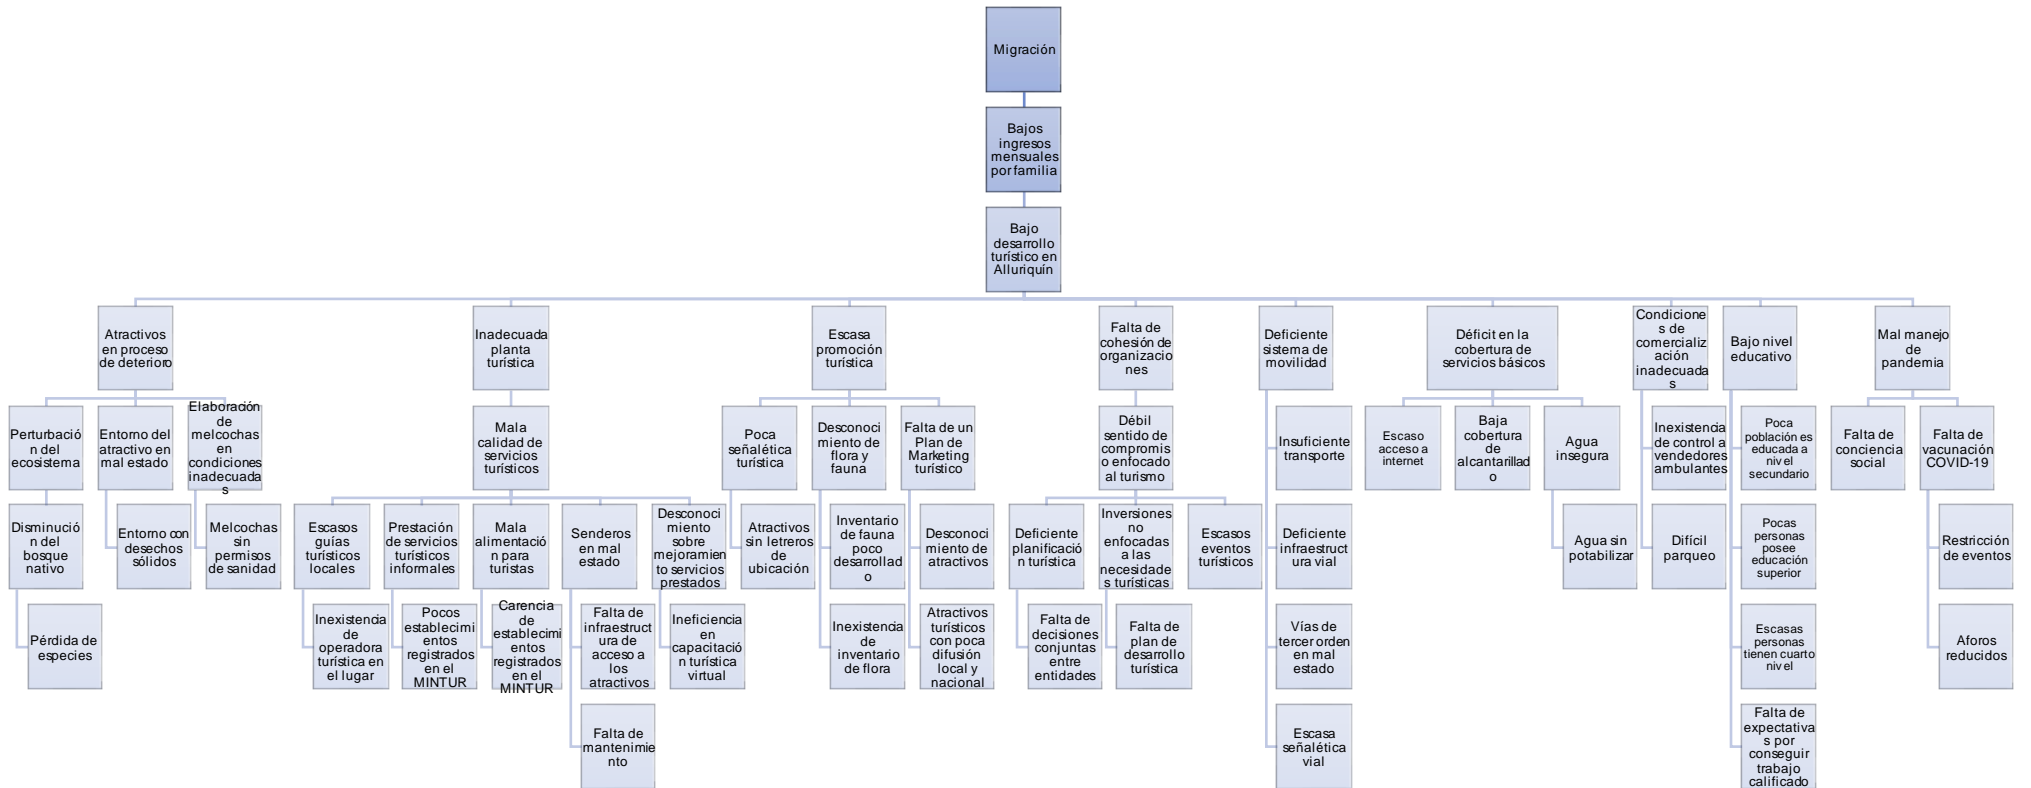 Migración
Bajos
ingresos
mensuales
por familia
Bajo
desarrollo
turístico en
Alluriquín
Atractivos
en proceso
de deterioro
Inadecuada
planta
turística
Escasa
promoción
turística
Falta de
cohesión de
organizacio
nes
Deficiente
sistema de
movilidad
Déficit en la
cobertura de
servicios básicos
Condicione
s de
comercializ
ación
inadecuada
s
Bajo nivel
educativo
Mal manejo
de
pandemia
Perturbació
n del
ecosistema
Entorno del
atractivo en
mal estado
Elaboración
de
melcochas
en
condiciones
inadecuada
s
Mala
calidad de
servicios
turísticos
Poca
señalética
turística
Desconoci
miento de
flora y
fauna
Falta de un
Plan de
Marketing
turístico
Débil
sentido de
compromis
o enfocado
al turismo
Insuficiente
transporte
Escaso
acceso a
internet
Baja
cobertura
de
alcantarillad
o
Agua
insegura
Inexistencia
de control a
vendedores
ambulantes
Poca
población es
educada a
nivel
secundario
Falta de
conciencia
social
Falta de
vacunación
COVID-19
Disminució
n del
bosque
nativo
Entorno con
desechos
sólidos
Melcochas
sin
permisos
de sanidad
Escasos
guías
turísticos
locales
Prestación
de servicios
turísticos
informales
Mala
alimentació
n para
turistas
Senderos
en mal
estado
Desconoci
miento
sobre
mejoramien
to servicios
prestados
Atractivos
sin letreros
de
ubicación
Inventario
de fauna
poco
desarrollad
o
Desconoci
miento de
atractivos
Deficiente
planificació
n turística
Inversiones
no
enfocadas
a las
necesidade
s turísticas
Escasos
eventos
turísticos
Deficiente
infraestruct
ura vial
Agua sin
potabilizar
Difícil
parqueo
Pocas
personas
posee
educación
superior
Restricción
de eventos
Pérdida de
especies
Inexistencia
de
operadora
turística en
el lugar
Pocos
establecimi
entos
registrados
en el
MINTUR
Carencia
de
establecimi
entos
registrados
en el
MINTUR
Falta de
infraestruct
ura de
acceso a
los
atractivos
Ineficiencia
en
capacitació
n turística
virtual
Inexistencia
de
inventario
de flora
Atractivos
turísticos
con poca
difusión
local y
nacional
Falta de
decisiones
conjuntas
entre
entidades
Falta de
plan de
desarrollo
turística
Vías de
tercer orden
en mal
estado
Escasas
personas
tienen cuarto
nivel
Aforos
reducidos
Falta de
mantenimie
nto
Escasa
señalética
vial
Falta de
expectativa
s por
conseguir
trabajo
calificado